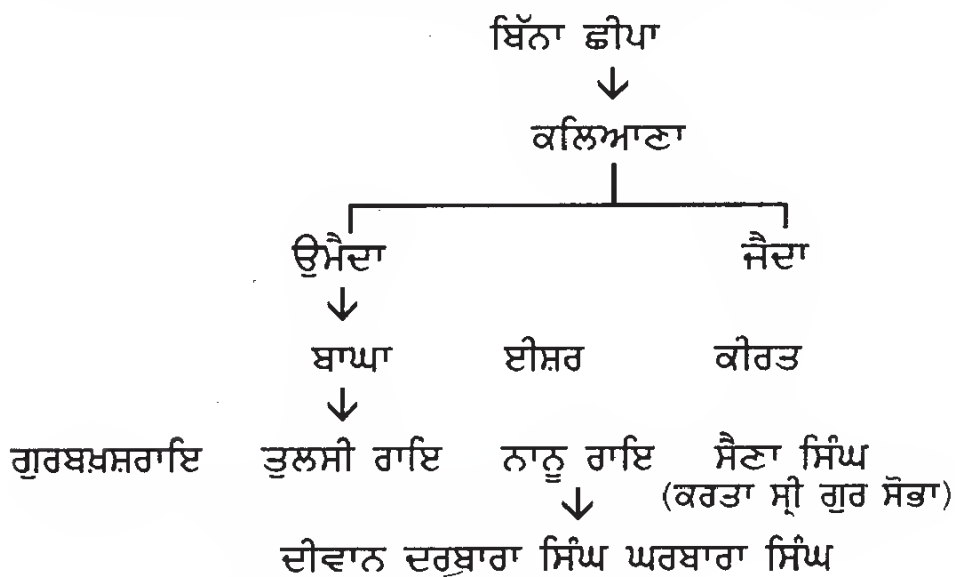 ਬਿੱਨਾ ਛੀਪਾ
ਕਲਿਆਣਾ
ਉਮੈਦਾ ਜੈਦਾ
ਬਾਘਾ ਈਸ਼ਰ ਕੀਰਤ
ਗੁਰਬਖ਼ਸ਼ਰਾਇ ਤੁਲਸੀ ਰਾਇ ਨਾਨੂ ਰਾਇ ਸੈਣਾ ਸਿੰਘ
(ਕਰਤਾ ਸ੍ਰੀ ਗੁਰ ਸੋਭਾ)
ਦੀਵਾਨ ਦਰਬਾਰਾ ਸਿੰਘ ਘਰਬਾਰਾ ਸਿੰਘ